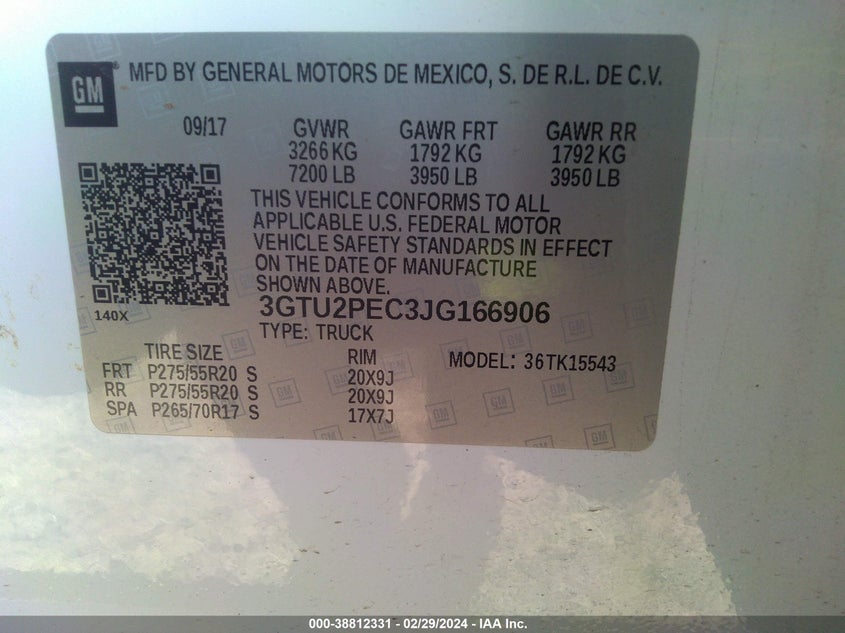 GM® MFD BY GENERAL MOTORS DE MEXICO, S. DE R.L. DE C.V.
09/17 GVWR GAWR FRT GAWR RR
3266 KG 1792 KG 1792 KG
7200 LB 3950 LB 3950 LB
THIS VEHICLE CONFORMS TO ALL
APPLICABLE U.S. FEDERAL MOTOR
VEHICLE SAFETY STANDARDS IN EFFECT
ON THE DATE OF MANUFACTURE
SHOWN ABOVE.
140X
3GTU2PEC3JG166906
TYPE: TRUCK
TIRE SIZE RIM MODEL: 36TK15543
FRT P275/55R20 S 20X9J
RR P275/55R20 S 20X9J
SPA P265/70R17 S 17X7J
000-38812331 - 02/29/2024 - IAA Inc.